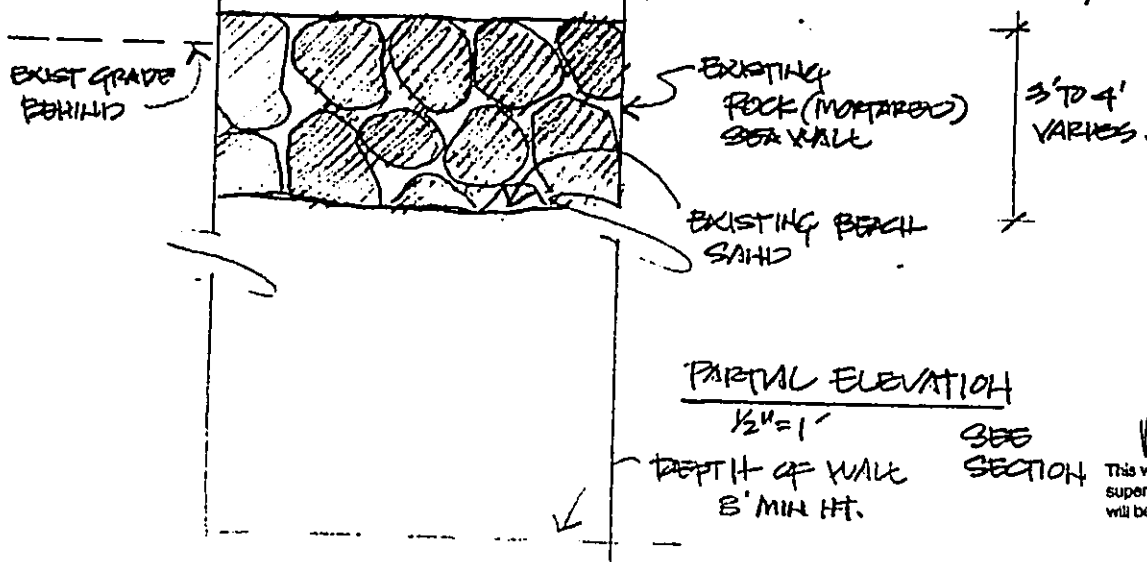 EXIST GRADE
BEHIND
EXISTING
ROCK (MORTARED)
SEA WALL
3' TO 4'
VARIES.
EXISTING BEACH
SAND
PARTIAL ELEVATION
1/2" = 1'
SEE
SECTION
DEPTH OF WALL
8' MIN HT.
This
super
will be